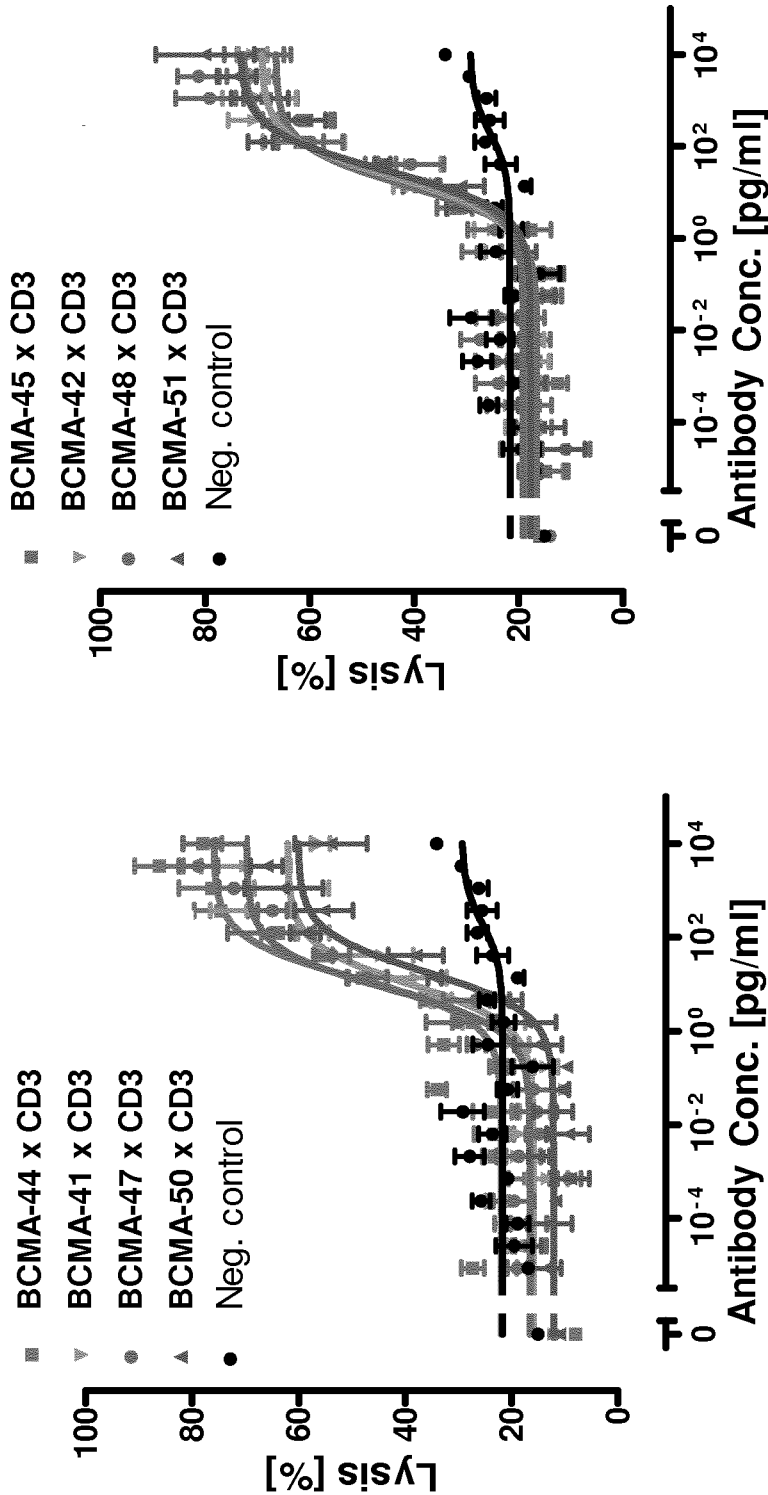 BCMA-44 x CD3
BCMA-41 x CD3
BCMA-47 x CD3
BCMA-50 x CD3
Neg. control
100
80
60
40
20
0
Lysis [%]
0
10⁻⁴
10⁻²
10⁰
10²
10⁴
Antibody Conc. [pg/ml]
BCMA-45 x CD3
BCMA-42 x CD3
BCMA-48 x CD3
BCMA-51 x CD3
Neg. control
100
80
60
40
20
0
Lysis [%]
0
10⁻⁴
10⁻²
10⁰
10²
10⁴
Antibody Conc. [pg/ml]